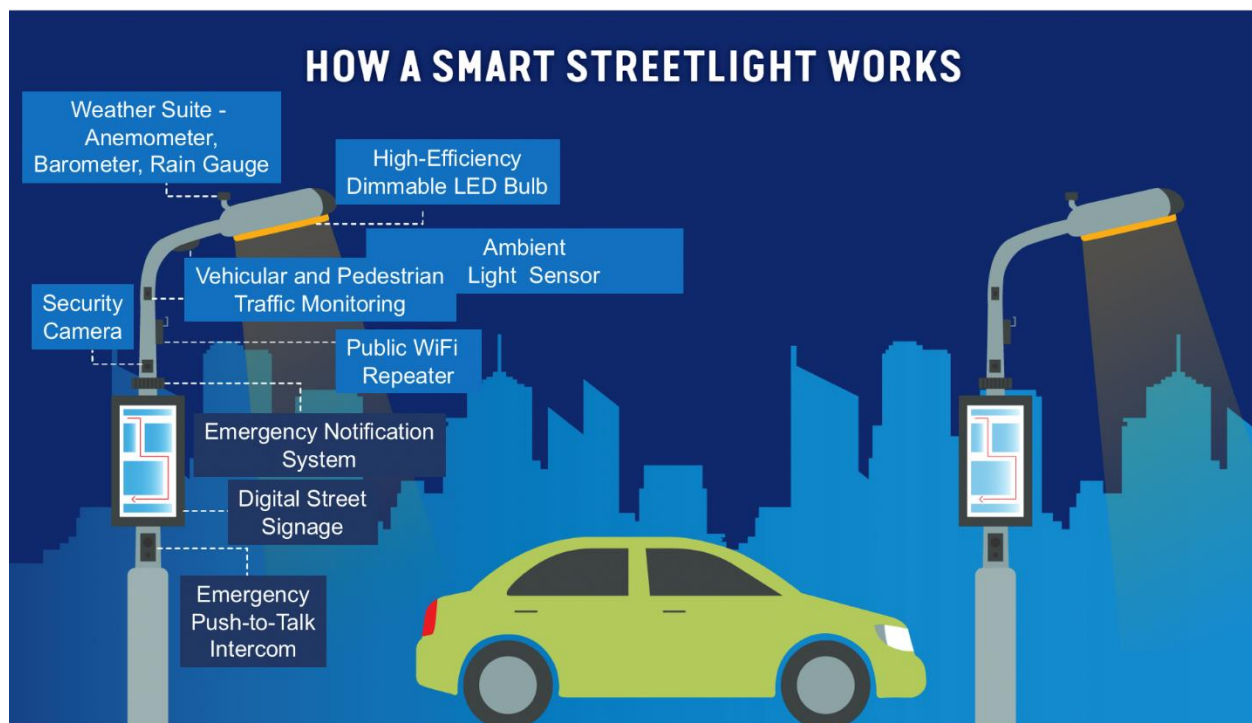 HOW A SMART STREETLIGHT WORKS
Weather Suite -
Anemometer,
Barometer, Rain Gauge
High-Efficiency
Dimmable LED Bulb
Ambient
Light Sensor
Vehicular and Pedestrian
Traffic Monitoring
Security
Camera
Public WiFi
Repeater
Emergency Notification
System
Digital Street
Signage
Emergency
Push-to-Talk
Intercom